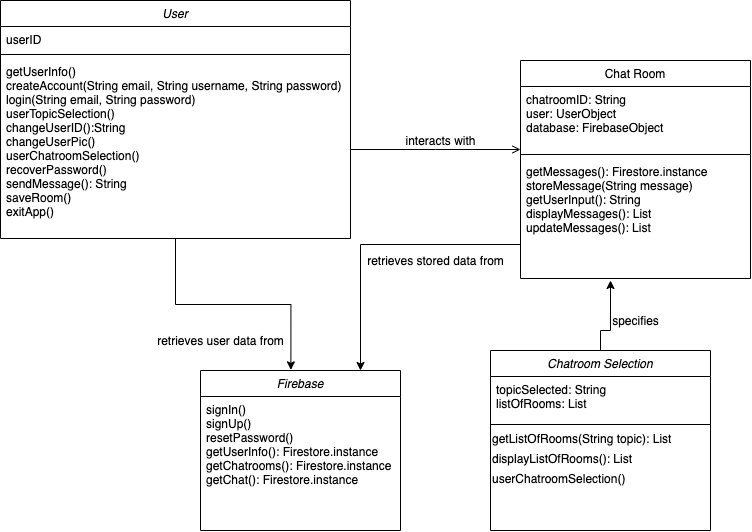 User
userID
getUserInfo()
createAccount(String email, String username, String password)
login(String email, String password)
userTopicSelection()
changeUserID():String
changeUserPic()
userChatroomSelection()
recoverPassword()
sendMessage(): String
saveRoom()
exitApp()
interacts with
Chat Room
chatroomID: String
user: UserObject
database: FirebaseObject
getMessages(): Firestore.instance
storeMessage(String message)
getUserInput(): String
displayMessages(): List
updateMessages(): List
retrieves stored data from
specifies
retrieves user data from
Firebase
signIn()
signUp()
resetPassword()
getUserInfo(): Firestore.instance
getChatrooms(): Firestore.instance
getChat(): Firestore.instance
Chatroom Selection
topicSelected: String
listOfRooms: List
getListOfRooms(String topic): List
displayListOfRooms(): List
userChatroomSelection()